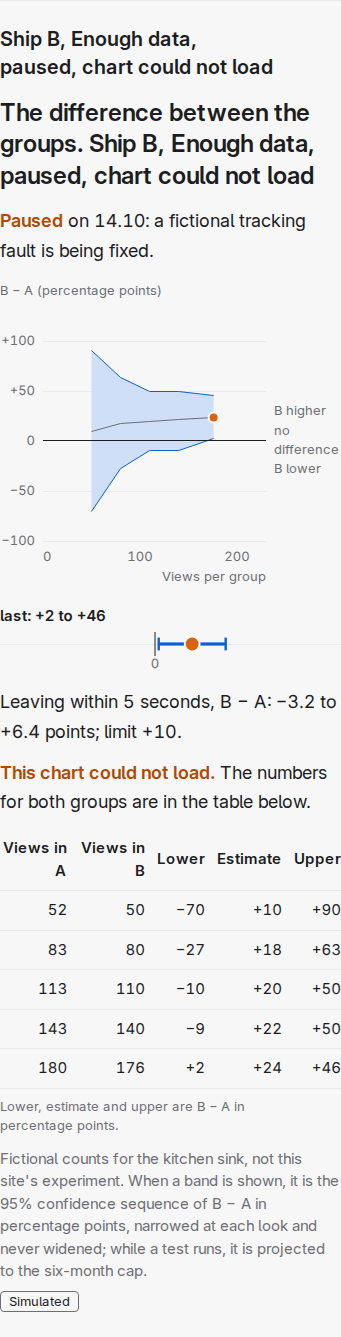 Ship B, Enough data,
paused, chart could not load
The difference between the
groups. Ship B, Enough data,
paused, chart could not load
Paused on 14.10: a fictional tracking
fault is being fixed.
B − A (percentage points)
+100
+50
0
−50
−100
B higher
no
difference
B lower
0 100 200
Views per group
last: +2 to +46
0
Leaving within 5 seconds, B − A: −3.2 to
+6.4 points; limit +10.
This chart could not load. The numbers
for both groups are in the table below.
Views in A Views in B Lower Estimate Upper
52 50 −70 +10 +90
83 80 −27 +18 +63
113 110 −10 +20 +50
143 140 −9 +22 +50
180 176 +2 +24 +46
Lower, estimate and upper are B − A in
percentage points.
Fictional counts for the kitchen sink, not this
site's experiment. When a band is shown, it is the
95% confidence sequence of B − A in
percentage points, narrowed at each look and
never widened; while a test runs, it is projected
to the six-month cap.
Simulated